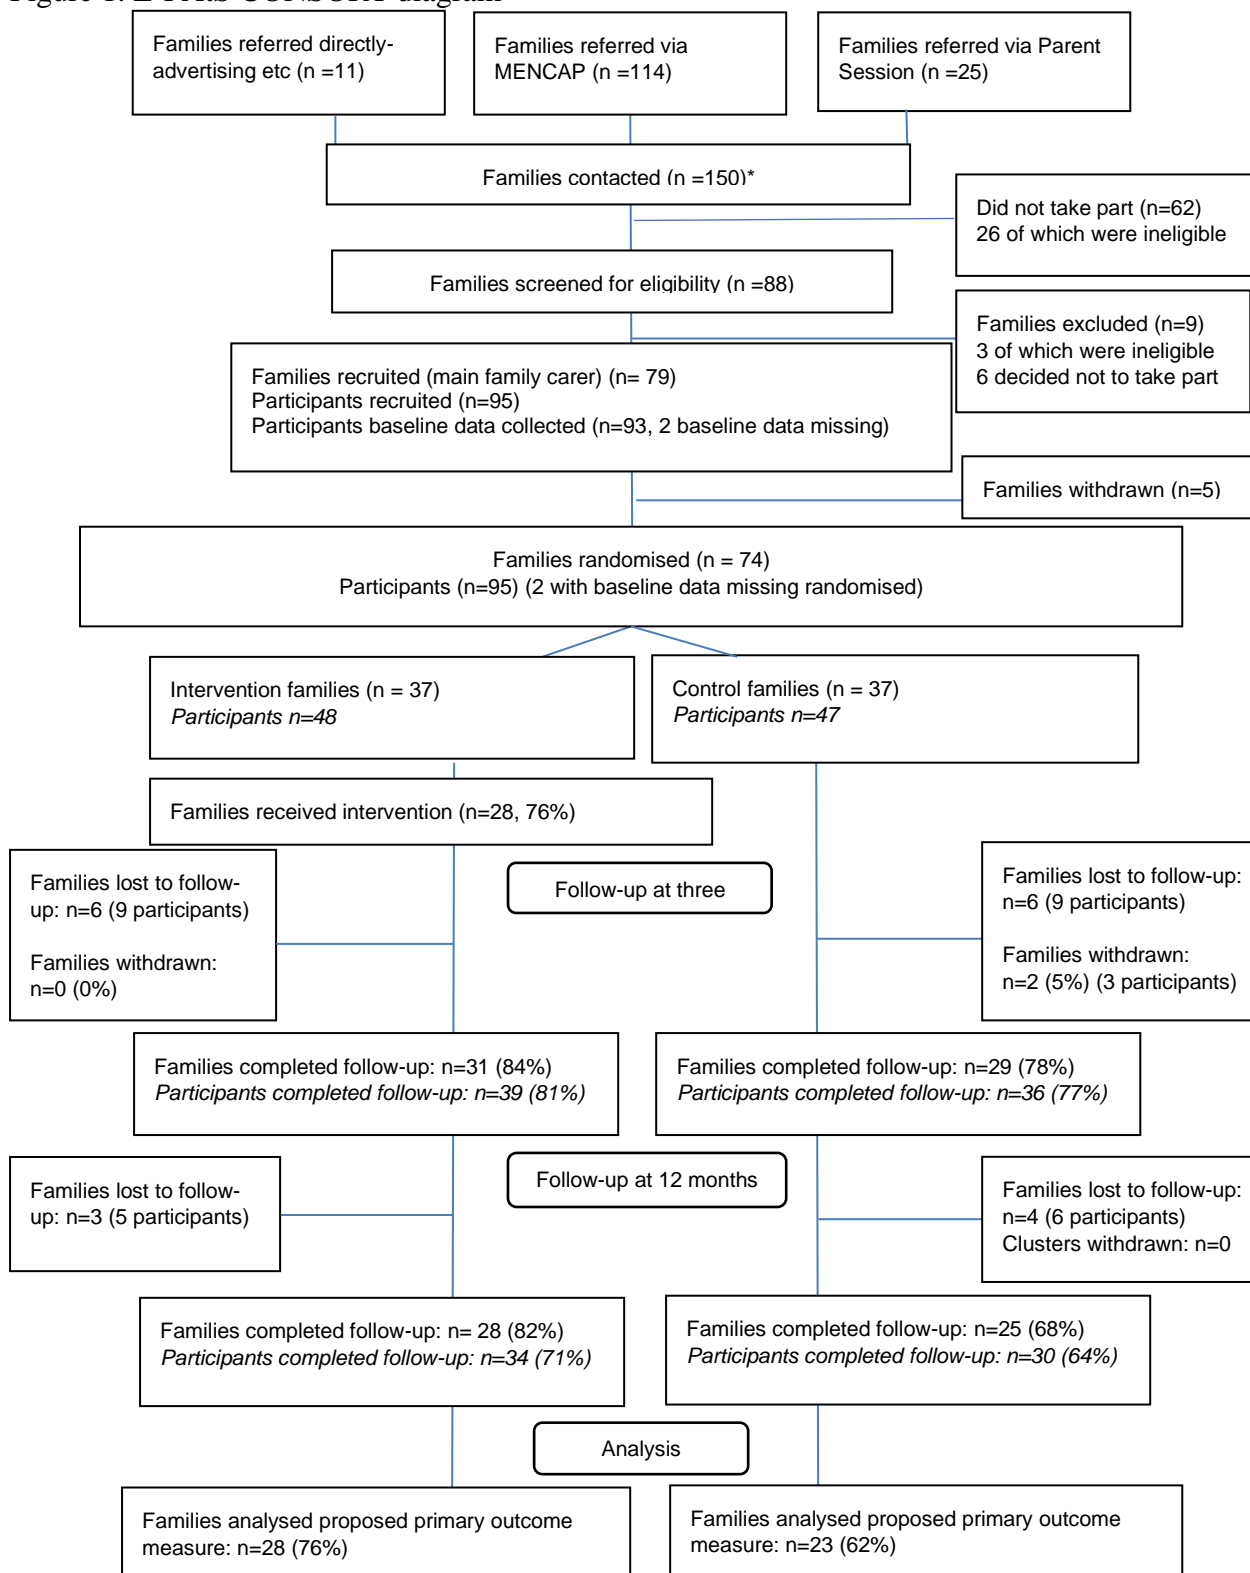 Families referred directly-
advertising etc (n =11)
Families referred via
MENCAP (n =114)
Families referred via Parent
Session (n =25)
Families contacted (n =150)*
Did not take part (n=62)
26 of which were ineligible
Families screened for eligibility (n =88)
Families excluded (n=9)
3 of which were ineligible
6 decided not to take part
Families recruited (main family carer) (n= 79)
Participants recruited (n=95)
Participants baseline data collected (n=93, 2 baseline data missing)
Families withdrawn (n=5)
Families randomised (n = 74)
Participants (n=95) (2 with baseline data missing randomised)
Intervention families (n = 37)
Participants n=48
Control families (n = 37)
Participants n=47
Families received intervention (n=28, 76%)
Follow-up at three
Families lost to follow-
up: n=6 (9 participants)
Families withdrawn:
n=0 (0%)
Families lost to follow-up:
n=6 (9 participants)
Families withdrawn:
n=2 (5%) (3 participants)
Families completed follow-up: n=31 (84%)
Participants completed follow-up: n=39 (81%)
Families completed follow-up: n=29 (78%)
Participants completed follow-up: n=36 (77%)
Follow-up at 12 months
Families lost to follow-
up: n=3 (5 participants)
Families lost to follow-up:
n=4 (6 participants)
Clusters withdrawn: n=0
Families completed follow-up: n= 28 (82%)
Participants completed follow-up: n=34 (71%)
Families completed follow-up: n=25 (68%)
Participants completed follow-up: n=30 (64%)
Analysis
Families analysed proposed primary outcome
measure: n=28 (76%)
Families analysed proposed primary outcome
measure: n=23 (62%)